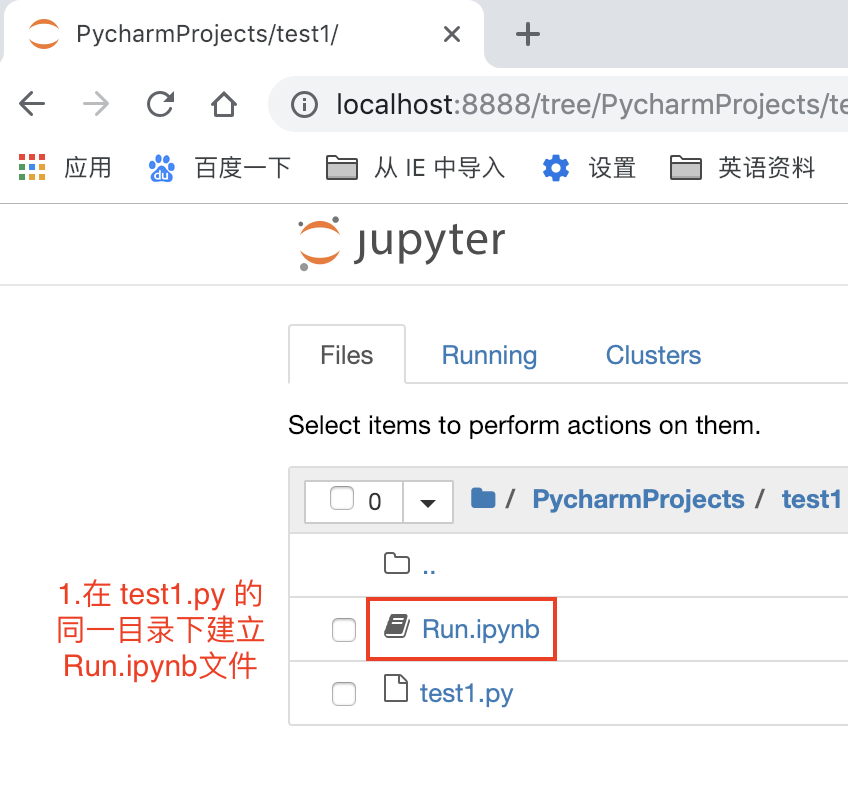 PycharmProjects/test1/
localhost:8888/tree/PycharmProjects/te
应用 百度一下 从 IE 中导入 设置 英语资料
jupyter
Files Running Clusters
Select items to perform actions on them.
0 / PycharmProjects / test1
..
1.在 test1.py 的
同一目录下建立
Run.ipynb文件
Run.ipynb
test1.py